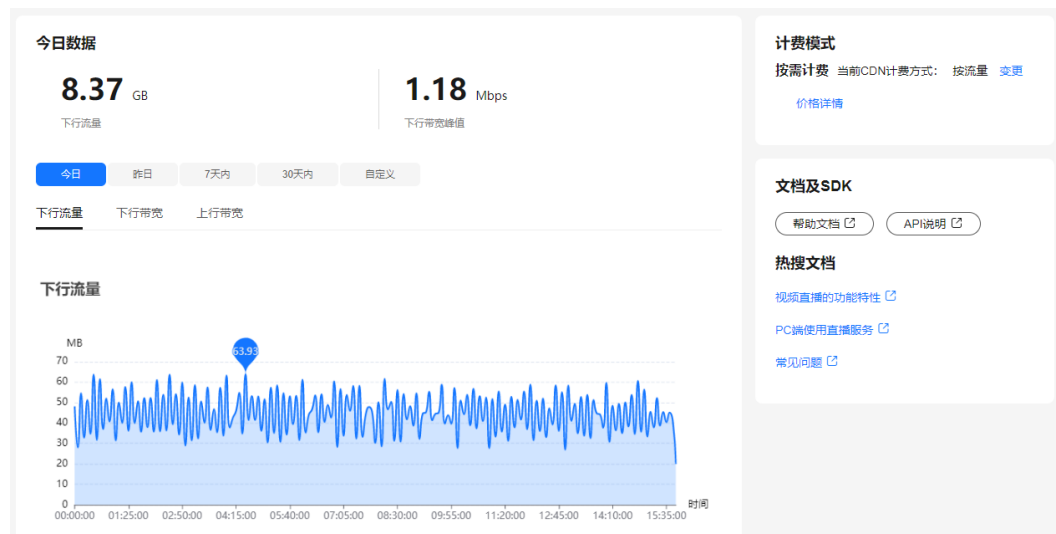 今日数据
8.37 GB
下行流量
1.18 Mbps
下行带宽峰值
今日 昨日 7天内 30天内 自定义
下行流量 下行带宽 上行带宽
下行流量
MB
63.93
70
60
50
40
30
20
10
0
时间
00:00:00 01:25:00 02:50:00 04:15:00 05:40:00 07:05:00 08:30:00 09:55:00 11:20:00 12:45:00 14:10:00 15:35:00
计费模式
按需计费 当前CDN计费方式: 按流量 变更
价格详情
文档及SDK
帮助文档 API说明
热搜文档
视频直播的功能特性
PC端使用直播服务
常见问题